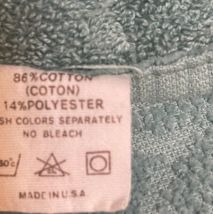 86%COTTON
(COTON)
14%POLYESTER
SH COLORS SEPARATELY
NO BLEACH
MADE IN U.S.A.